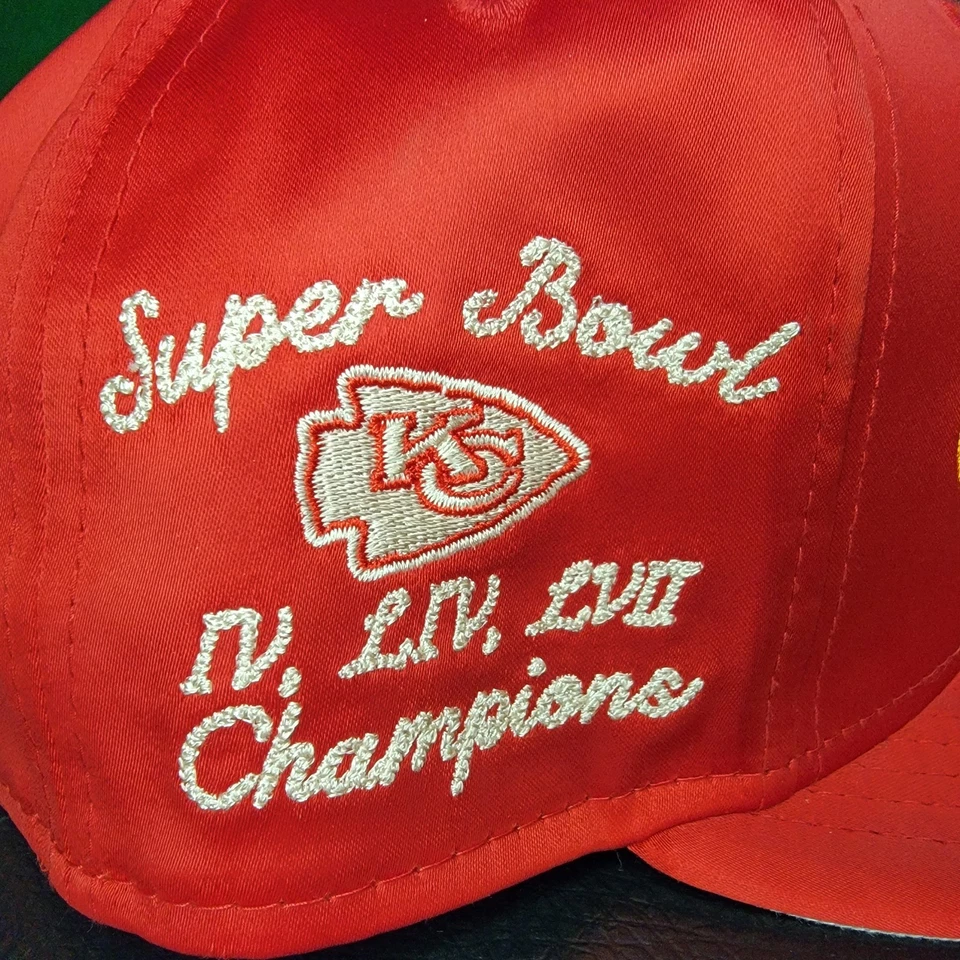 Super Bowl
KC
IV, LIV, LVII
Champions